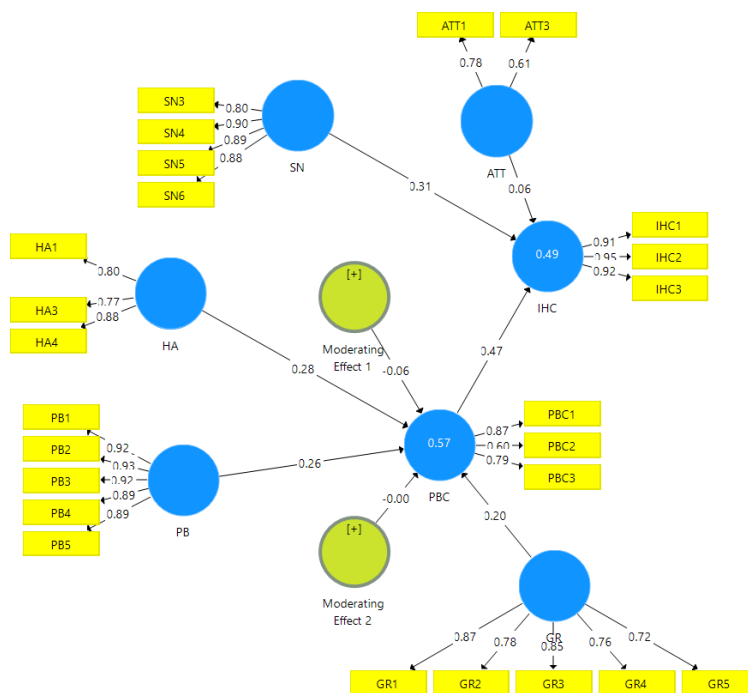 ATT1
ATT3
0.78
0.61
ATT
0.06
SN3
SN4
SN5
SN6
0.80
0.90
0.89
0.88
SN
0.31
IHC1
IHC2
IHC3
0.91
0.95
0.92
0.49
IHC
HA1
HA3
HA4
0.80
0.77
0.88
HA
0.28
[+]
Moderating
Effect 1
-0.06
0.47
PB1
PB2
PB3
PB4
PB5
0.92
0.93
0.92
0.89
0.89
PB
0.26
0.57
PBC
0.87
0.60
0.79
PBC1
PBC2
PBC3
[+]
Moderating
Effect 2
-0.00
0.20
GR
0.87
0.78
0.85
0.76
0.72
GR1
GR2
GR3
GR4
GR5